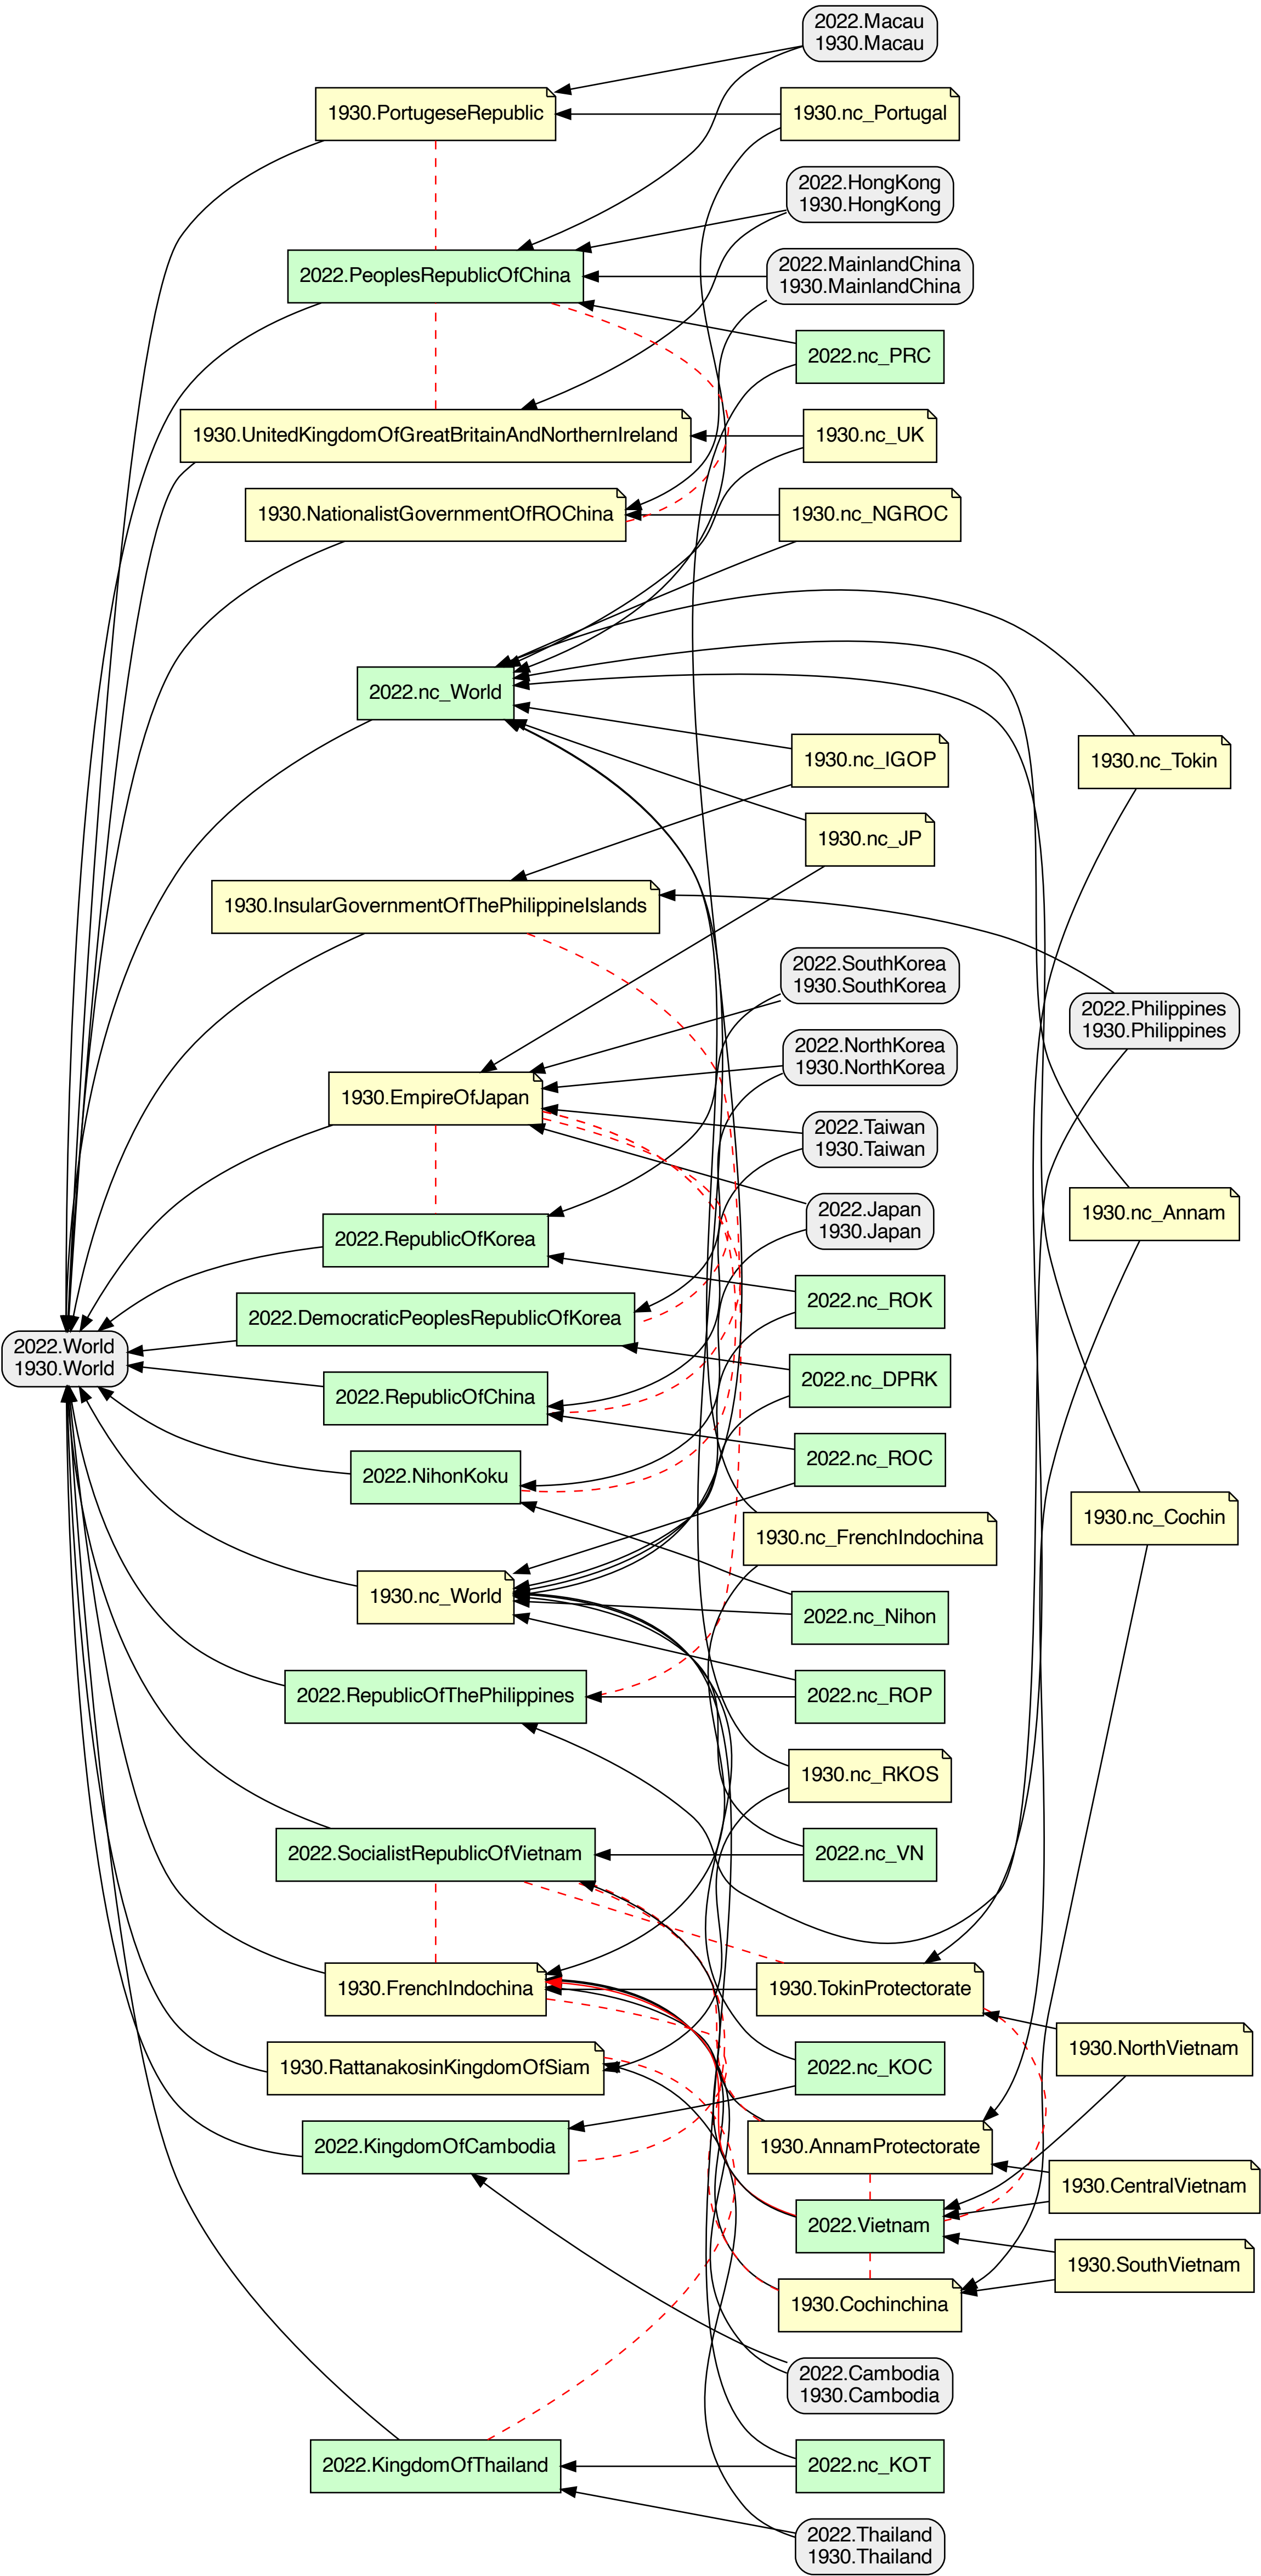 2022.Macau
1930.Macau
1930.PortugeseRepublic
1930.nc_Portugal
2022.HongKong
1930.HongKong
2022.PeoplesRepublicOfChina
2022.MainlandChina
1930.MainlandChina
2022.nc_PRC
1930.UnitedKingdomOfGreatBritainAndNorthernIreland
1930.nc_UK
1930.NationalistGovernmentOfROChina
1930.nc_NGROC
2022.nc_World
1930.nc_IGOP
1930.nc_Tokin
1930.nc_JP
1930.InsularGovernmentOfThePhilippineIslands
2022.SouthKorea
1930.SouthKorea
2022.Philippines
1930.Philippines
2022.NorthKorea
1930.NorthKorea
1930.EmpireOfJapan
2022.Taiwan
1930.Taiwan
2022.Japan
1930.Japan
1930.nc_Annam
2022.RepublicOfKorea
2022.nc_ROK
2022.DemocraticPeoplesRepublicOfKorea
2022.World
1930.World
2022.nc_DPRK
2022.RepublicOfChina
2022.nc_ROC
2022.NihonKoku
1930.nc_Cochin
1930.nc_FrenchIndochina
1930.nc_World
2022.nc_Nihon
2022.RepublicOfThePhilippines
2022.nc_ROP
1930.nc_RKOS
2022.SocialistRepublicOfVietnam
2022.nc_VN
1930.FrenchIndochina
1930.TokinProtectorate
1930.NorthVietnam
1930.RattanakosinKingdomOfSiam
2022.nc_KOC
2022.KingdomOfCambodia
1930.AnnamProtectorate
1930.CentralVietnam
2022.Vietnam
1930.SouthVietnam
1930.Cochinchina
2022.Cambodia
1930.Cambodia
2022.KingdomOfThailand
2022.nc_KOT
2022.Thailand
1930.Thailand